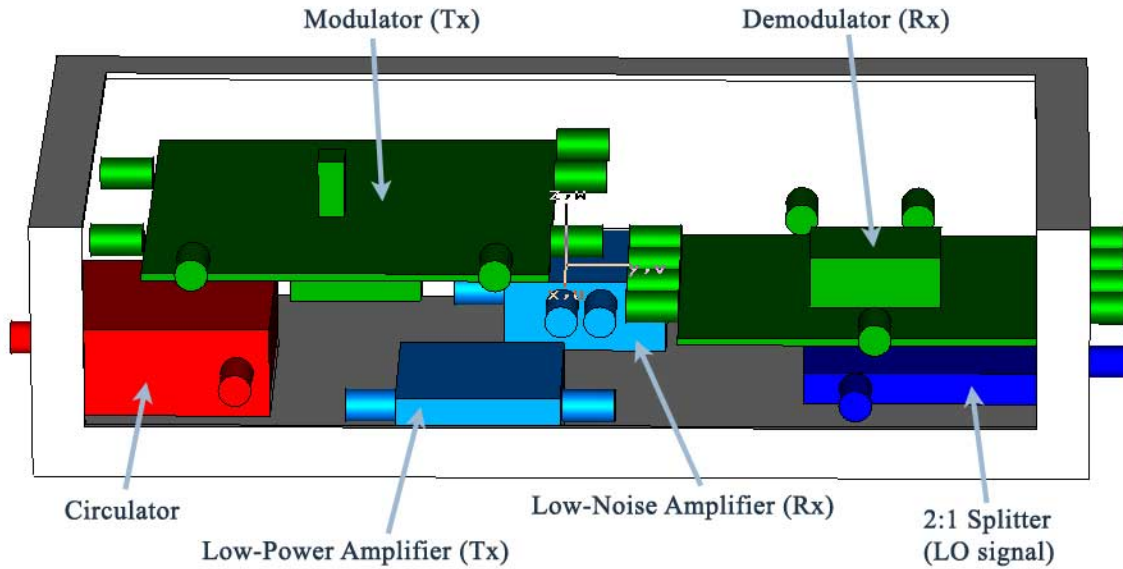 Modulator (Tx)
Demodulator (Rx)
z,w
y,v
x,u
Circulator
Low-Power Amplifier (Tx)
Low-Noise Amplifier (Rx)
2:1 Splitter
(LO signal)